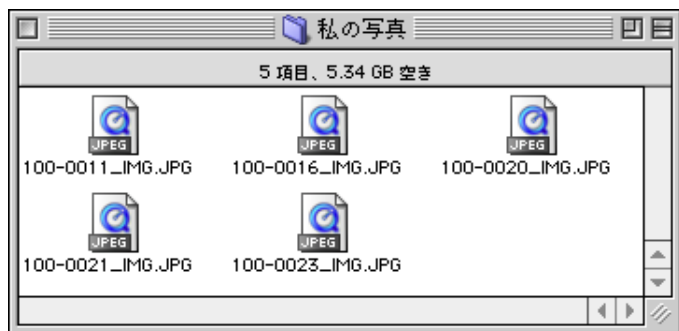 私の写真
5 項目、5.34 GB 空き
JPEG JPEG JPEG
100-0011_IMG.JPG 100-0016_IMG.JPG 100-0020_IMG.JPG
JPEG JPEG
100-0021_IMG.JPG 100-0023_IMG.JPG